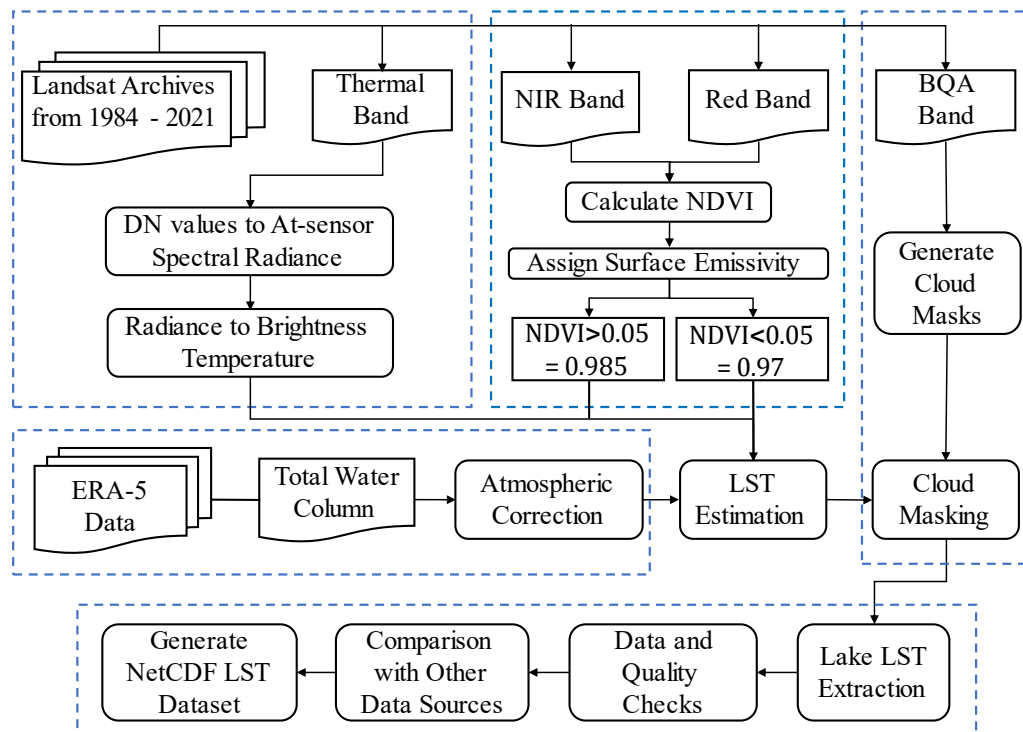 Landsat Archives
from 1984 - 2021
Thermal
Band
NIR Band
Red Band
BQA
Band
DN values to At-sensor
Spectral Radiance
Radiance to Brightness
Temperature
Calculate NDVI
Assign Surface Emissivity
NDVI>0.05
= 0.985
NDVI<0.05
= 0.97
Generate
Cloud
Masks
ERA-5
Data
Total Water
Column
Atmospheric
Correction
LST
Estimation
Cloud
Masking
Generate
NetCDF LST
Dataset
Comparison
with Other
Data Sources
Data and
Quality
Checks
Lake LST
Extraction